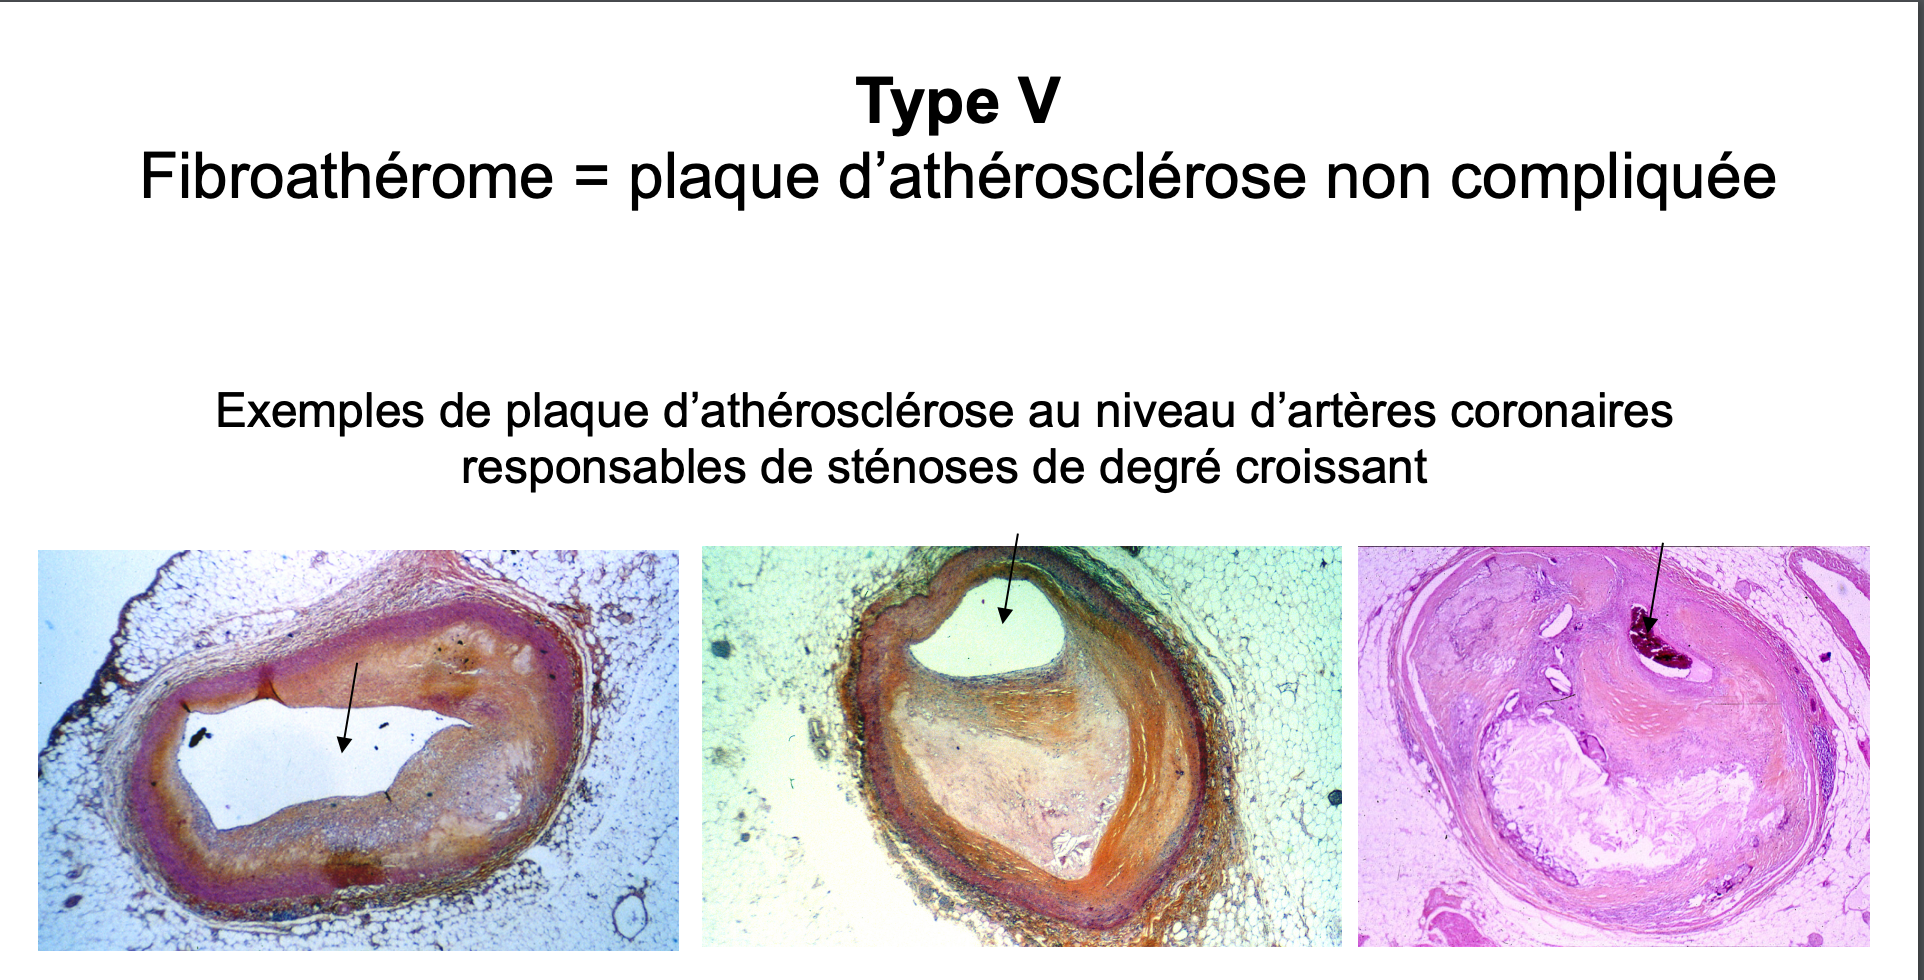 Type V
Fibroathérome = plaque d’athérosclérose non compliquée
Exemples de plaque d’athérosclérose au niveau d’artères coronaires
responsables de sténoses de degré croissant